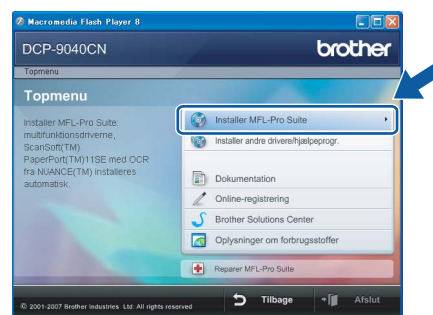 Macromedia Flash Player 8
DCP-9040CN
brother
Topmenu
Topmenu
Installer MFL-Pro Suite:
multifunktionsdriverne,
ScanSoft(TM)
PaperPort(TM)11SE med OCR
fra NUANCE(TM) installeres
automatisk.
Installer MFL-Pro Suite
Installer andre drivere/hjælpeprogr.
Dokumentation
Online-registrering
Brother Solutions Center
Oplysninger om forbrugsstoffer
Reparer MFL-Pro Suite
© 2001-2007 Brother Industries Ltd. All rights reserved
Tilbage
Afslut